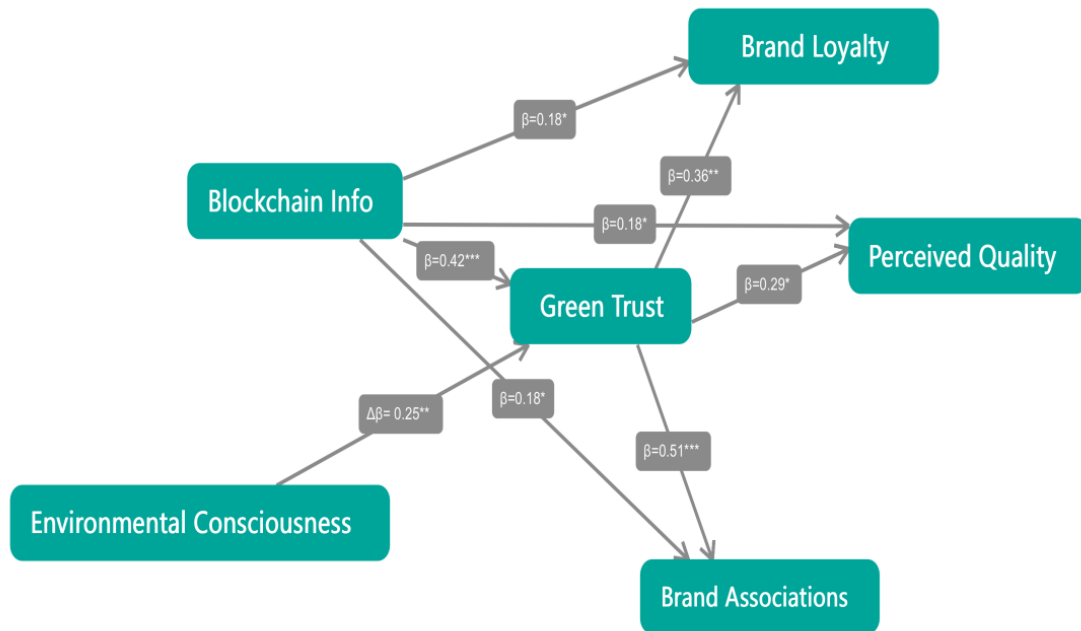 Brand Loyalty
β=0.18*
β=0.36**
Blockchain Info
β=0.18*
Perceived Quality
β=0.42***
β=0.29*
Green Trust
β=0.18*
Δβ= 0.25**
β=0.51***
Environmental Consciousness
Brand Associations